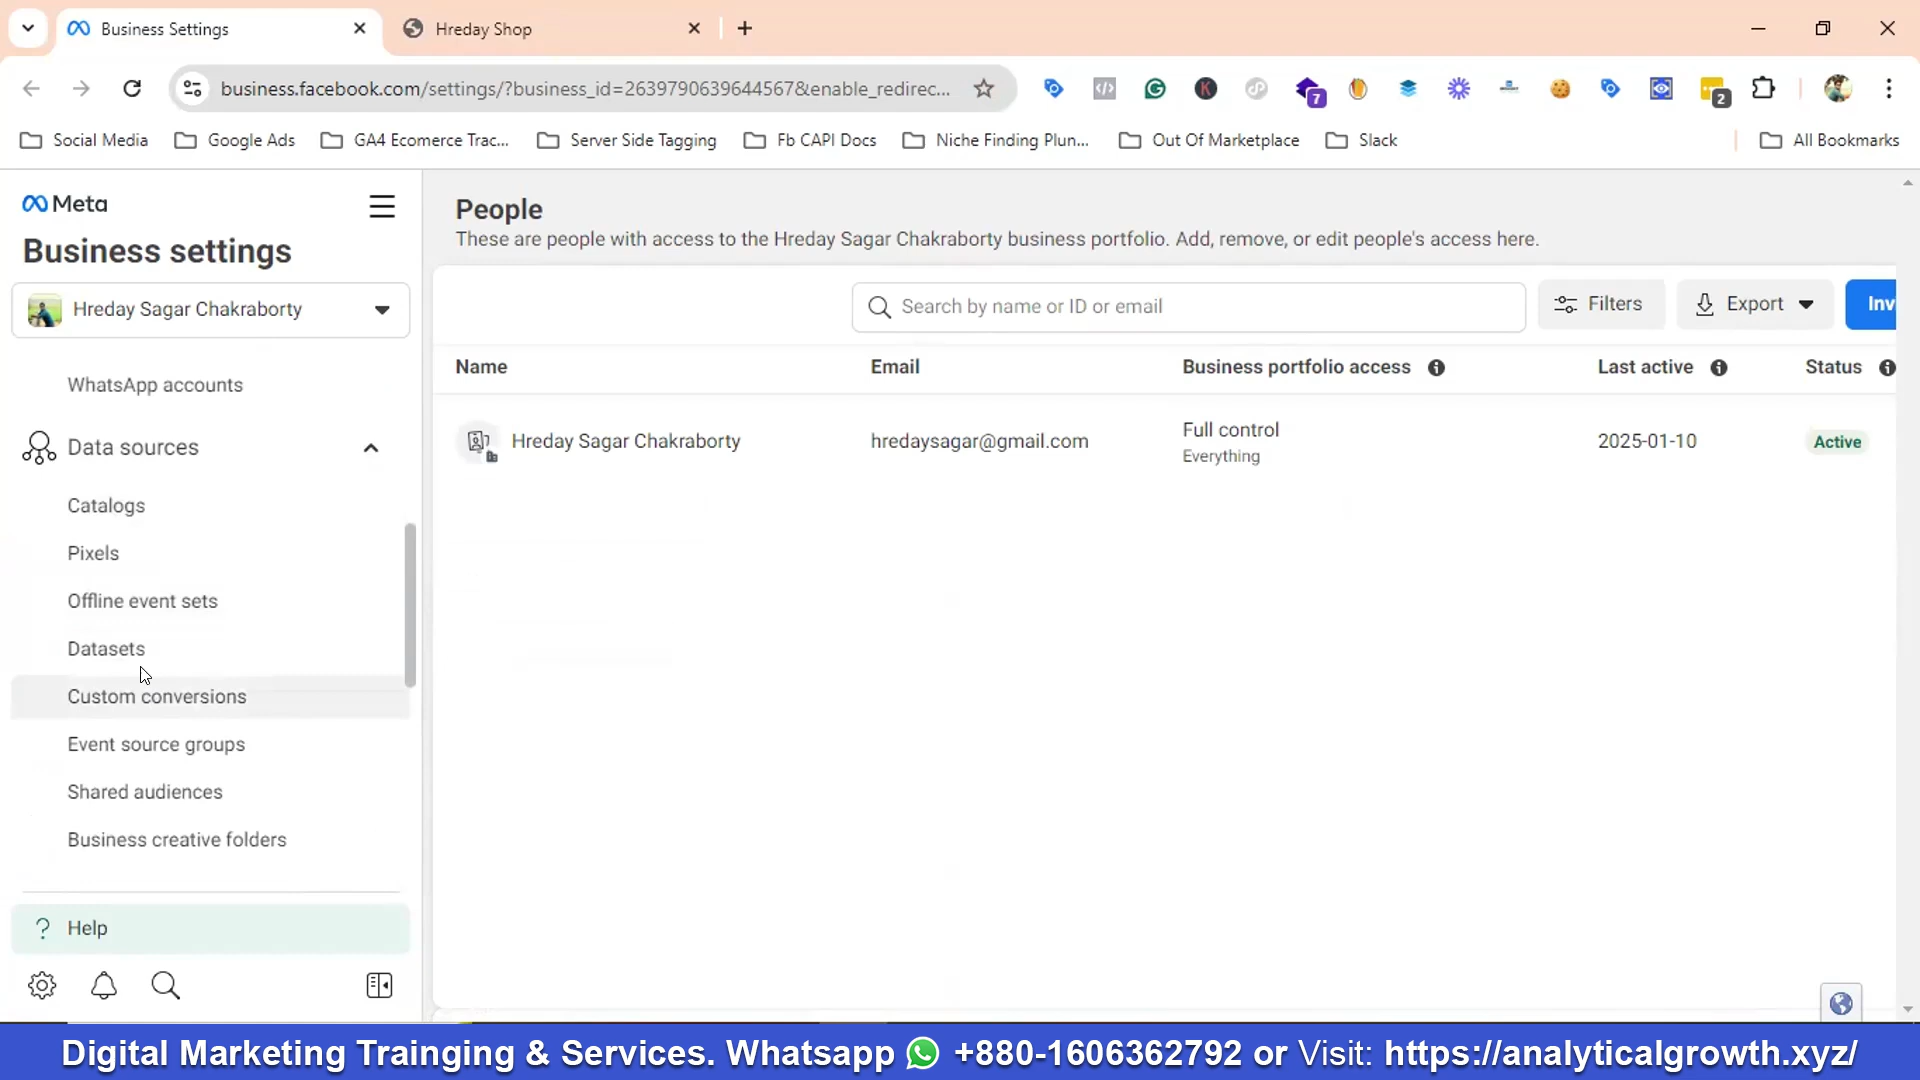 Business Settings
Hreday Shop
business.facebook.com/settings/?business_id=2639790639644567&enable_redirec...
7
2
Social Media
Google Ads
GA4 Ecomerce Trac...
Server Side Tagging
Fb CAPI Docs
Niche Finding Plun...
Out Of Marketplace
Slack
All Bookmarks
Meta
Business settings
Hreday Sagar Chakraborty
WhatsApp accounts
Data sources
Catalogs
Pixels
Offline event sets
Datasets
Custom conversions
Event source groups
Shared audiences
Business creative folders
Help
People
These are people with access to the Hreday Sagar Chakraborty business portfolio. Add, remove, or edit people's access here.
Search by name or ID or email
Filters
Export
Inv
Name Email Business portfolio access Last active Status
Hreday Sagar Chakraborty hredaysagar@gmail.com Full control 2025-01-10 Active
Everything
Digital Marketing Trainging & Services. Whatsapp +880-1606362792 or Visit: https://analyticalgrowth.xyz/